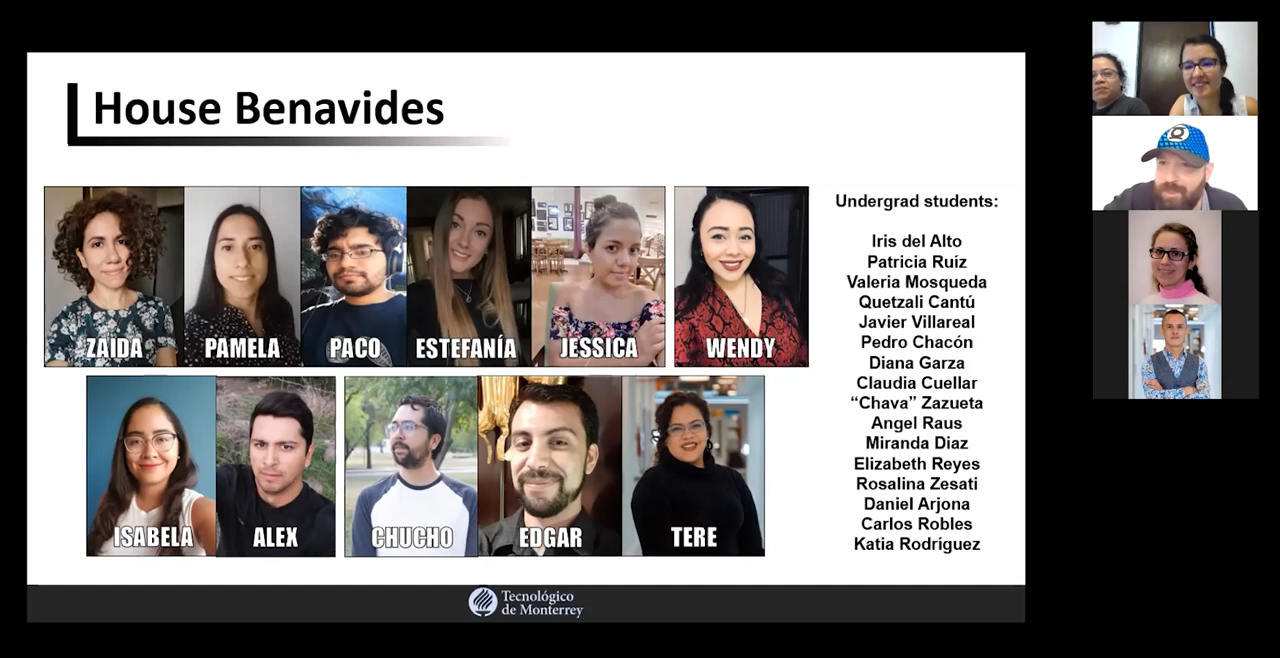 House Benavides
ZAIDA
PAMELA
PACO
ESTEFANÍA
JESSICA
WENDY
ISABELA
ALEX
CHUCHO
EDGAR
TERE
Undergrad students:
Iris del Alto
Patricia Ruíz
Valeria Mosqueda
Quetzali Cantú
Javier Villareal
Pedro Chacón
Diana Garza
Claudia Cuellar
“Chava” Zazueta
Angel Raus
Miranda Diaz
Elizabeth Reyes
Rosalina Zesati
Daniel Arjona
Carlos Robles
Katia Rodríguez
Tecnológico
de Monterrey